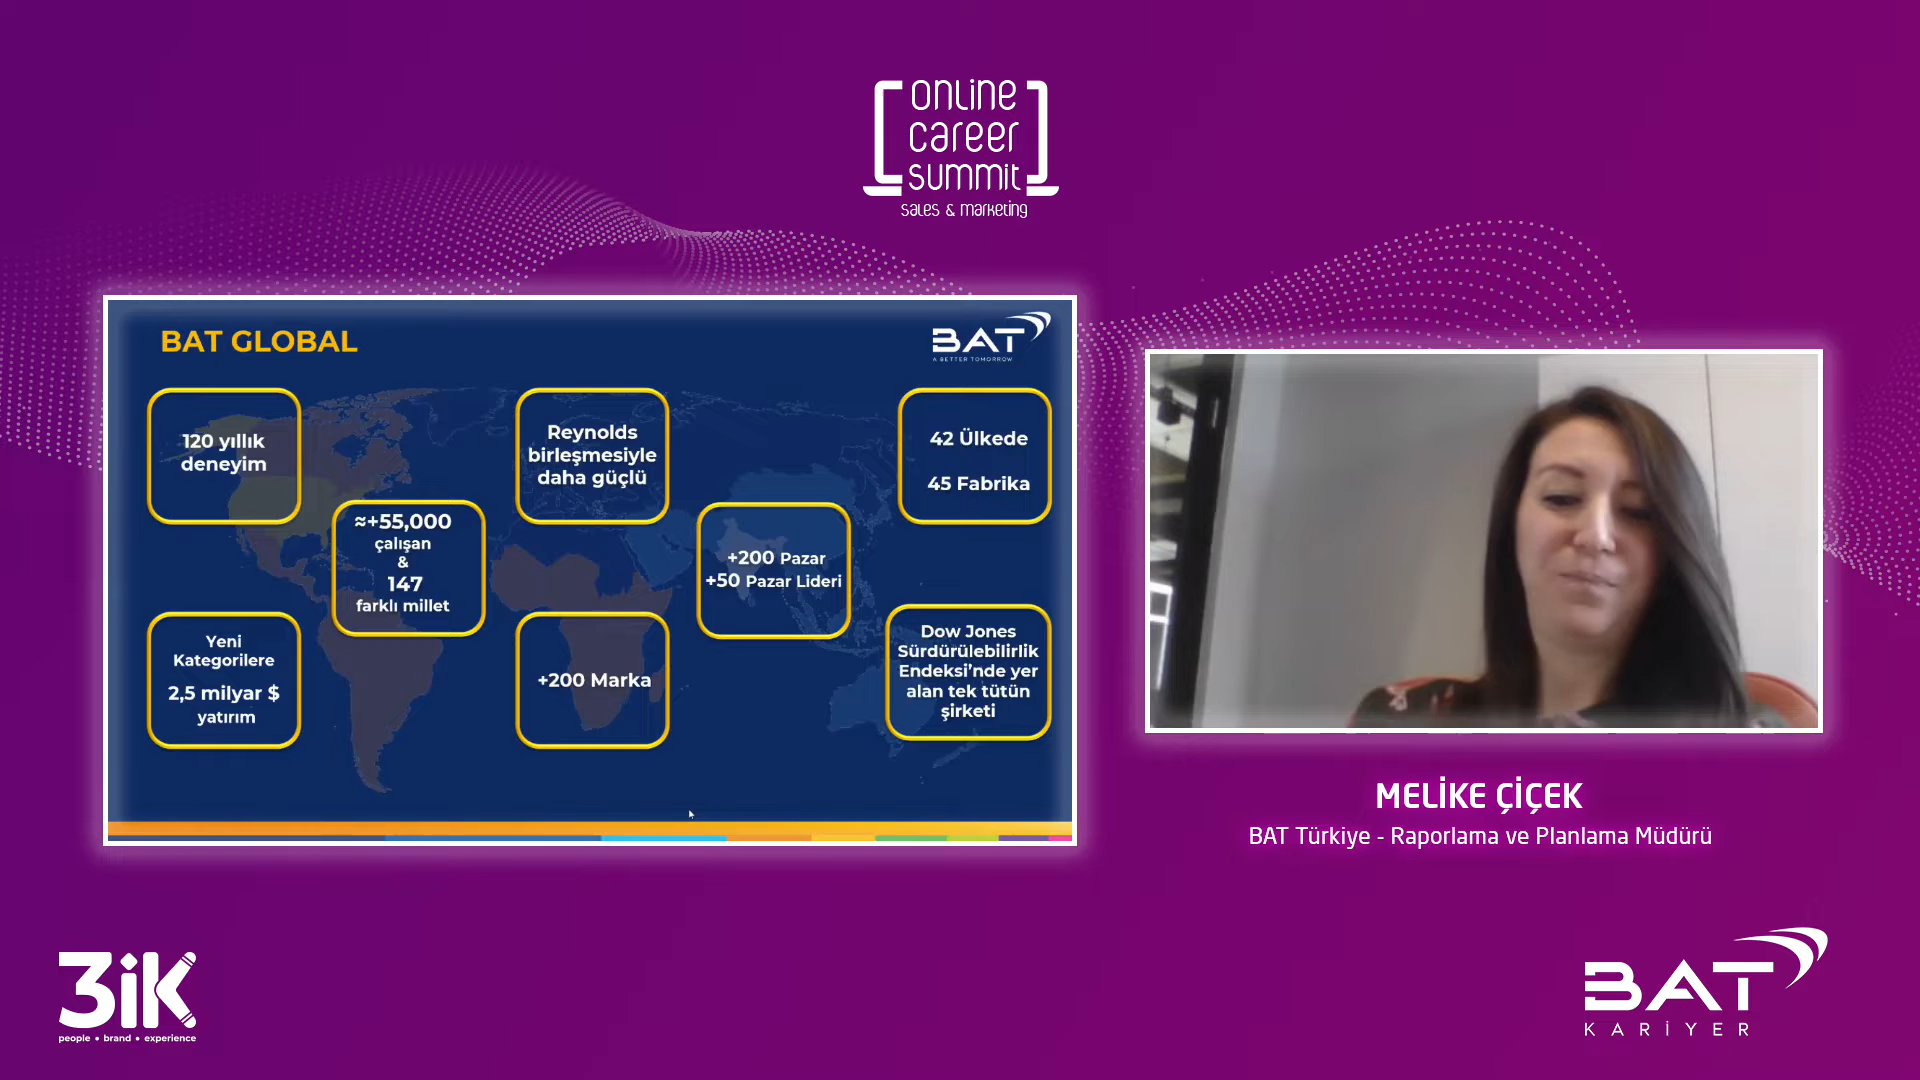 online
career
summit
sales & marketing
BAT GLOBAL
BAT
A BETTER TOMORROW
120 yıllık
deneyim
Reynolds
birleşmesiyle
daha güçlü
42 Ülkede
45 Fabrika
≈+55,000
çalışan
&
147
farklı millet
+200 Pazar
+50 Pazar Lideri
Yeni
Kategorilere
2,5 milyar $
yatırım
+200 Marka
Dow Jones
Sürdürülebilirlik
Endeksi'nde yer
alan tek tütün
şirketi
MELİKE ÇİÇEK
BAT Türkiye - Raporlama ve Planlama Müdürü
3iK
people • brand • experience
BAT
KARİYER